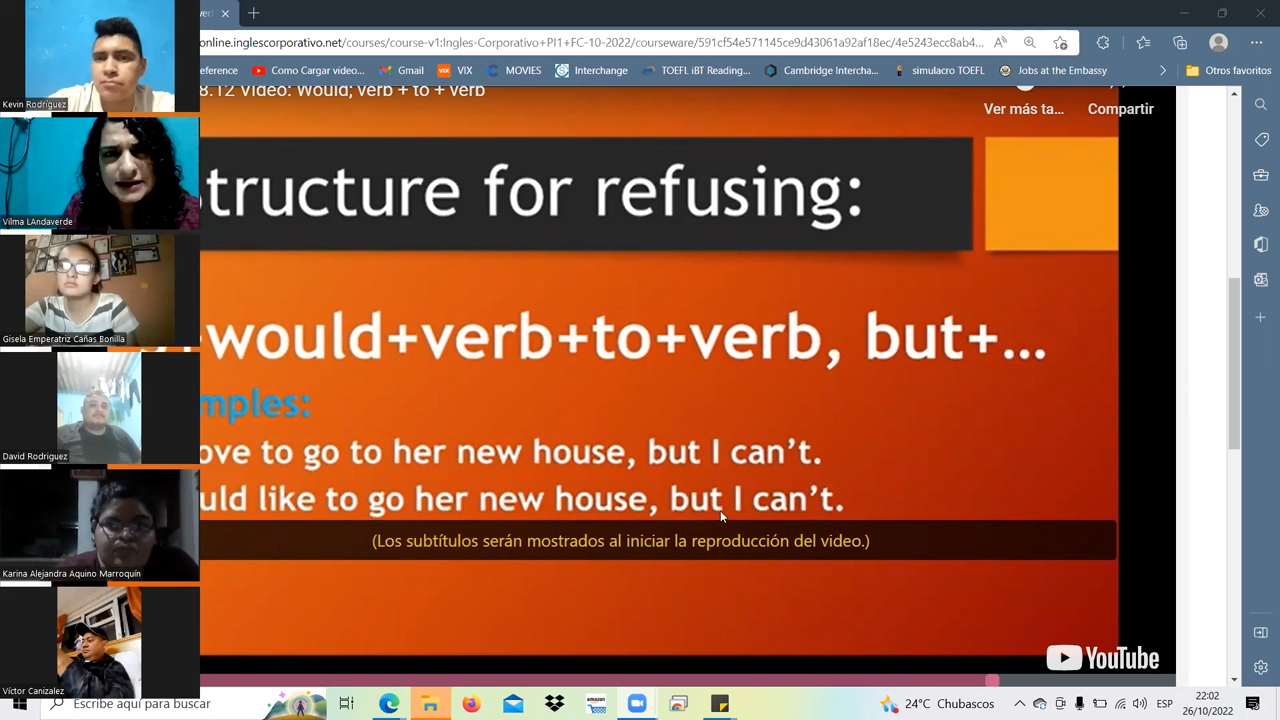 vert
online.inglescorporativo.net/courses/course-v1:Ingles-Corporativo+PI1+FC-10-2022/courseware/591cf54e571145ce9d43061a92af18ec/4e5243ecc8ab4...
eference Como Cargar video... Gmail VIX MOVIES Interchange TOEFL iBT Reading... Cambridge Intercha... simulacro TOEFL Jobs at the Embassy Otros favoritos
8.12 Video: Would; verb + to + verb
Ver más ta... Compartir
Kevin Rodríguez
tructure for refusing:
Vilma LAndaverde
would+verb+to+verb, but+...
Gisela Emperatriz Cañas Bonilla
mples:
ove to go to her new house, but I can't.
David Rodriguez
uld like to go her new house, but I can't.
(Los subtítulos serán mostrados al iniciar la reproducción del video.)
Karina Alejandra Aquino Marroquín
YouTube
Víctor Canizalez
Escribe aquí para buscar
amazon
24°C Chubascos
ESP
22:02
26/10/2022